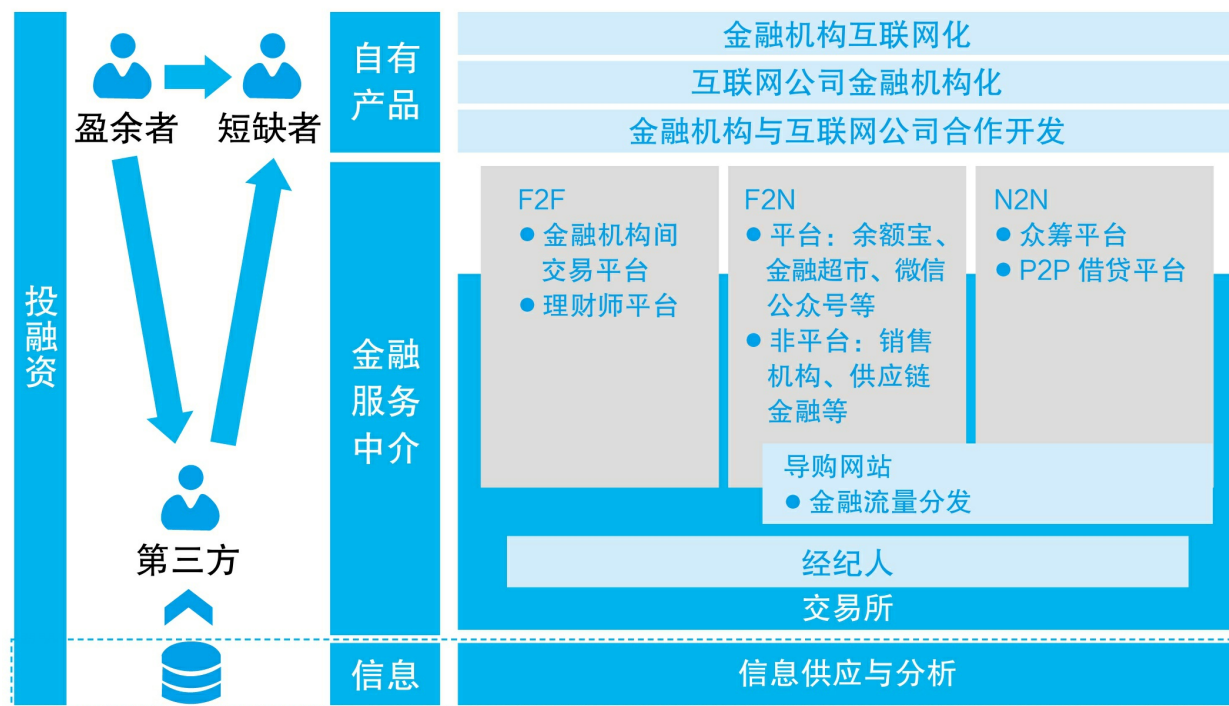 投融资
盈余者
短缺者
第三方
自有
产品
金融机构互联网化
互联网公司金融机构化
金融机构与互联网公司合作开发
金融
服务
中介
F2F
● 金融机构间
交易平台
● 理财师平台
F2N
● 平台：余额宝、
金融超市、微信
公众号等
● 非平台：销售
机构、供应链
金融等
N2N
● 众筹平台
● P2P 借贷平台
导购网站
● 金融流量分发
经纪人
交易所
信息
信息供应与分析